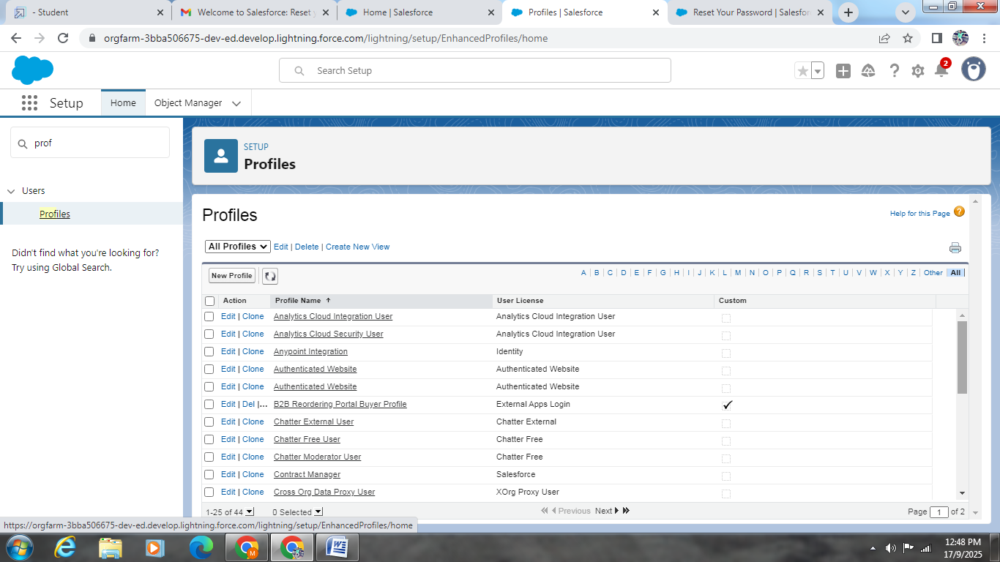 - Student
Welcome to Salesforce: Reset y
Home | Salesforce
Profiles | Salesforce
Reset Your Password | Salesfor
orgfarm-3bba506675-dev-ed.develop.lightning.force.com/lightning/setup/EnhancedProfiles/home
Search Setup
2
Setup
Home
Object Manager
prof
Users
Profiles
Didn't find what you're looking for?
Try using Global Search.
SETUP
Profiles
Profiles
Help for this Page ?
All Profiles Edit | Delete | Create New View
New Profile
A | B | C | D | E | F | G | H | I | J | K | L | M | N | O | P | Q | R | S | T | U | V | W | X | Y | Z | Other | All |
Action Profile Name ↑ User License Custom
Edit | Clone Analytics Cloud Integration User Analytics Cloud Integration User
Edit | Clone Analytics Cloud Security User Analytics Cloud Integration User
Edit | Clone Anypoint Integration Identity
Edit | Clone Authenticated Website Authenticated Website
Edit | Clone Authenticated Website Authenticated Website
Edit | Del |... B2B Reordering Portal Buyer Profile External Apps Login ✓
Edit | Clone Chatter External User Chatter External
Edit | Clone Chatter Free User Chatter Free
Edit | Clone Chatter Moderator User Chatter Free
Edit | Clone Contract Manager Salesforce
Edit | Clone Cross Org Data Proxy User XOrg Proxy User
1-25 of 44 0 Selected Previous Next Page 1 of 2
https://orgfarm-3bba506675-dev-ed.develop.lightning.force.com/lightning/setup/EnhancedProfiles/home
M
W
12:48 PM
17/9/2025